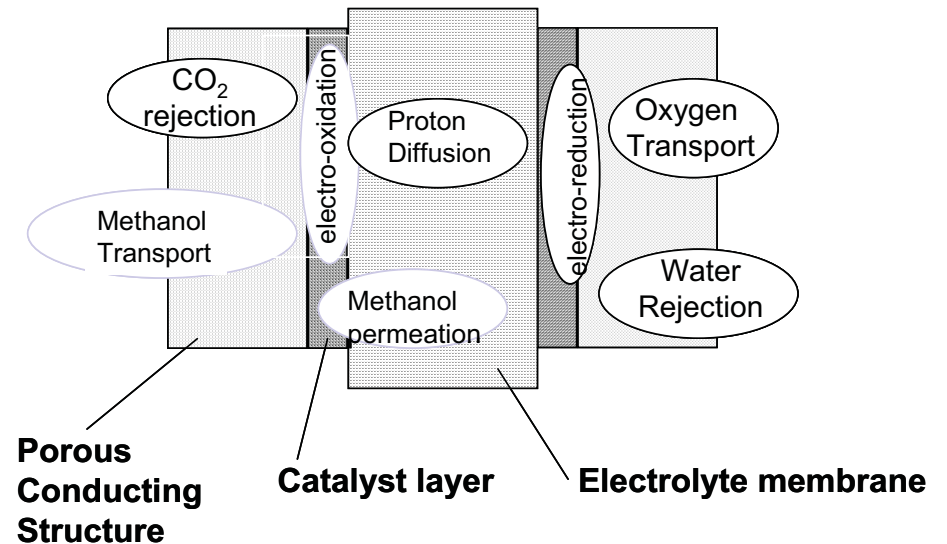 CO₂
rejection
electro-oxidation
Proton
Diffusion
electro-reduction
Oxygen
Transport
Methanol
Transport
Methanol
permeation
Water
Rejection
Porous
Conducting
Structure
Catalyst layer
Electrolyte membrane